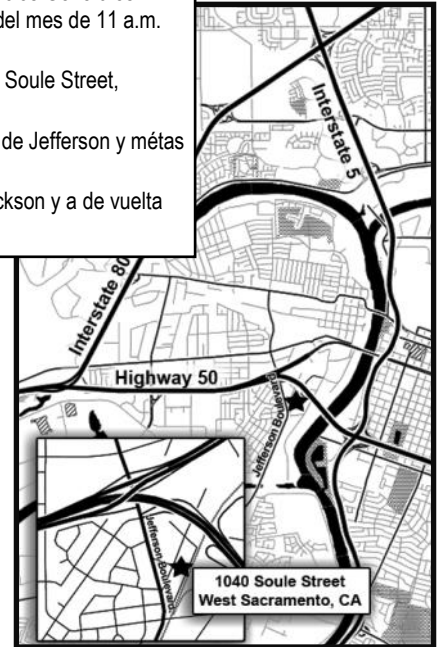 del mes de 11 a.m.
Soule Street,
de Jefferson y métas
ckson y a de vuelta
Interstate 5
Interstate 80
Highway 50
Jefferson Boulevard
Jefferson Boulevard
1040 Soule Street
West Sacramento, CA